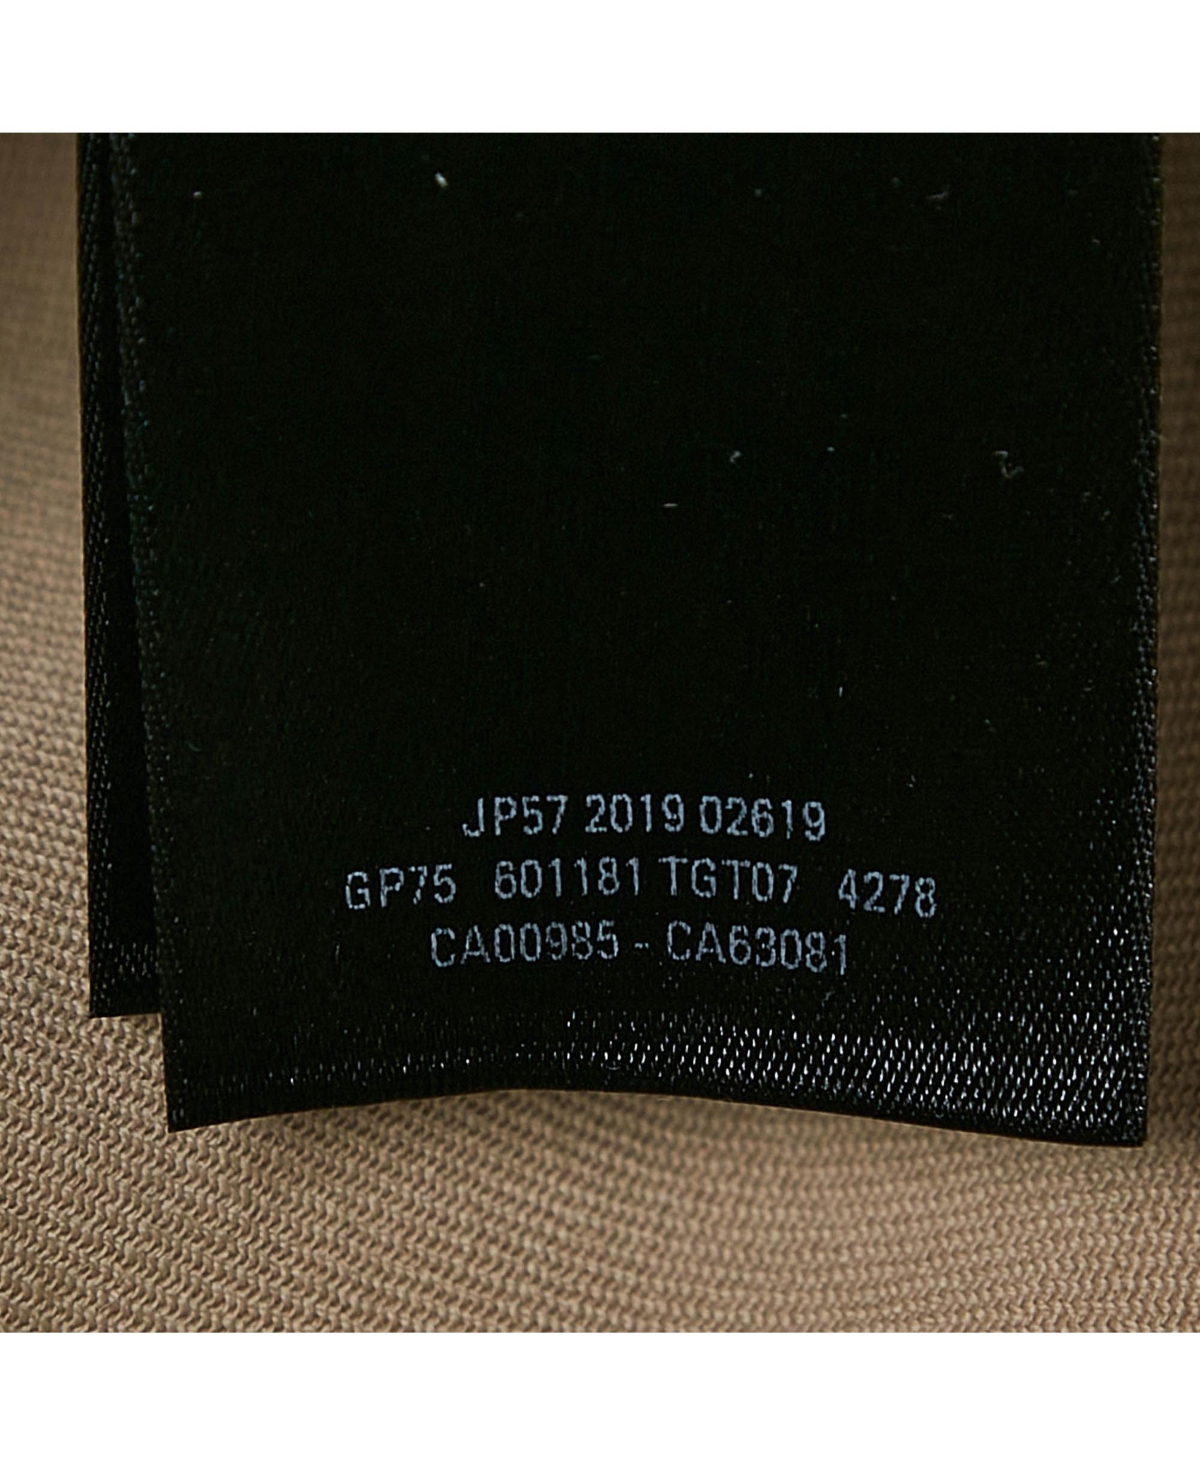 JP57 2019 02619
GP75 601181 TGT07 4278
CA00985 - CA63081